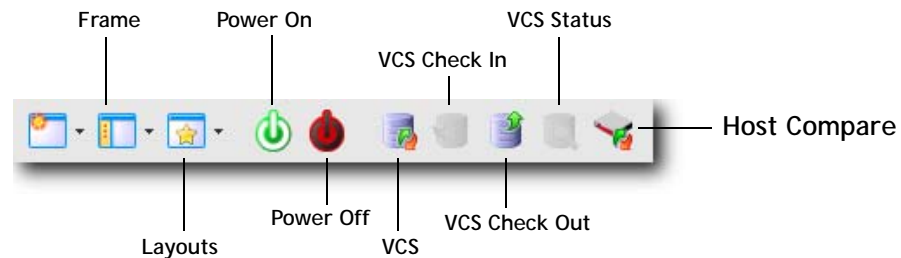 Frame
Power On
VCS Status
VCS Check In
Host Compare
Power Off
VCS Check Out
Layouts
VCS